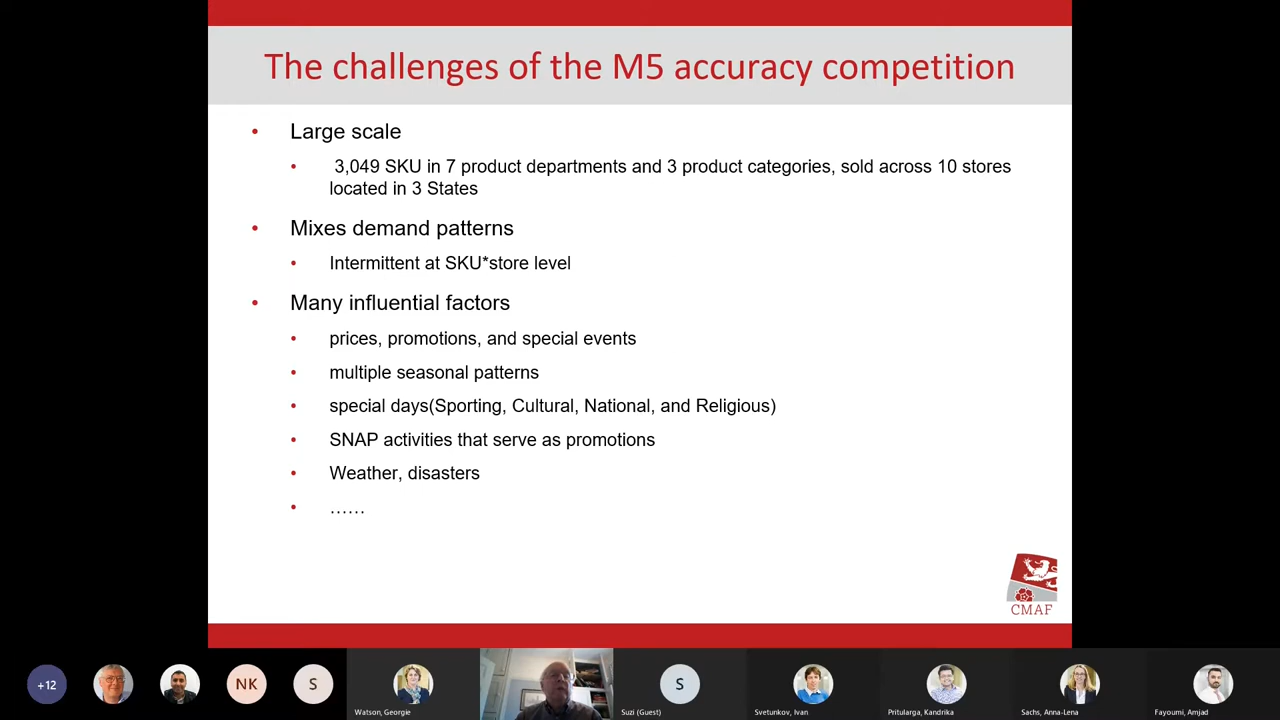 The challenges of the M5 accuracy competition
• Large scale
• 3,049 SKU in 7 product departments and 3 product categories, sold across 10 stores
located in 3 States
• Mixes demand patterns
• Intermittent at SKU*store level
• Many influential factors
• prices, promotions, and special events
• multiple seasonal patterns
• special days(Sporting, Cultural, National, and Religious)
• SNAP activities that serve as promotions
• Weather, disasters
• ……
CMAF
+12
NK
S
Watson, Georgie
S
Suzi (Guest)
Svetunkov, Ivan
Pritularga, Kandrika
Sachs, Anna-Lena
Fayoumi, Amjad